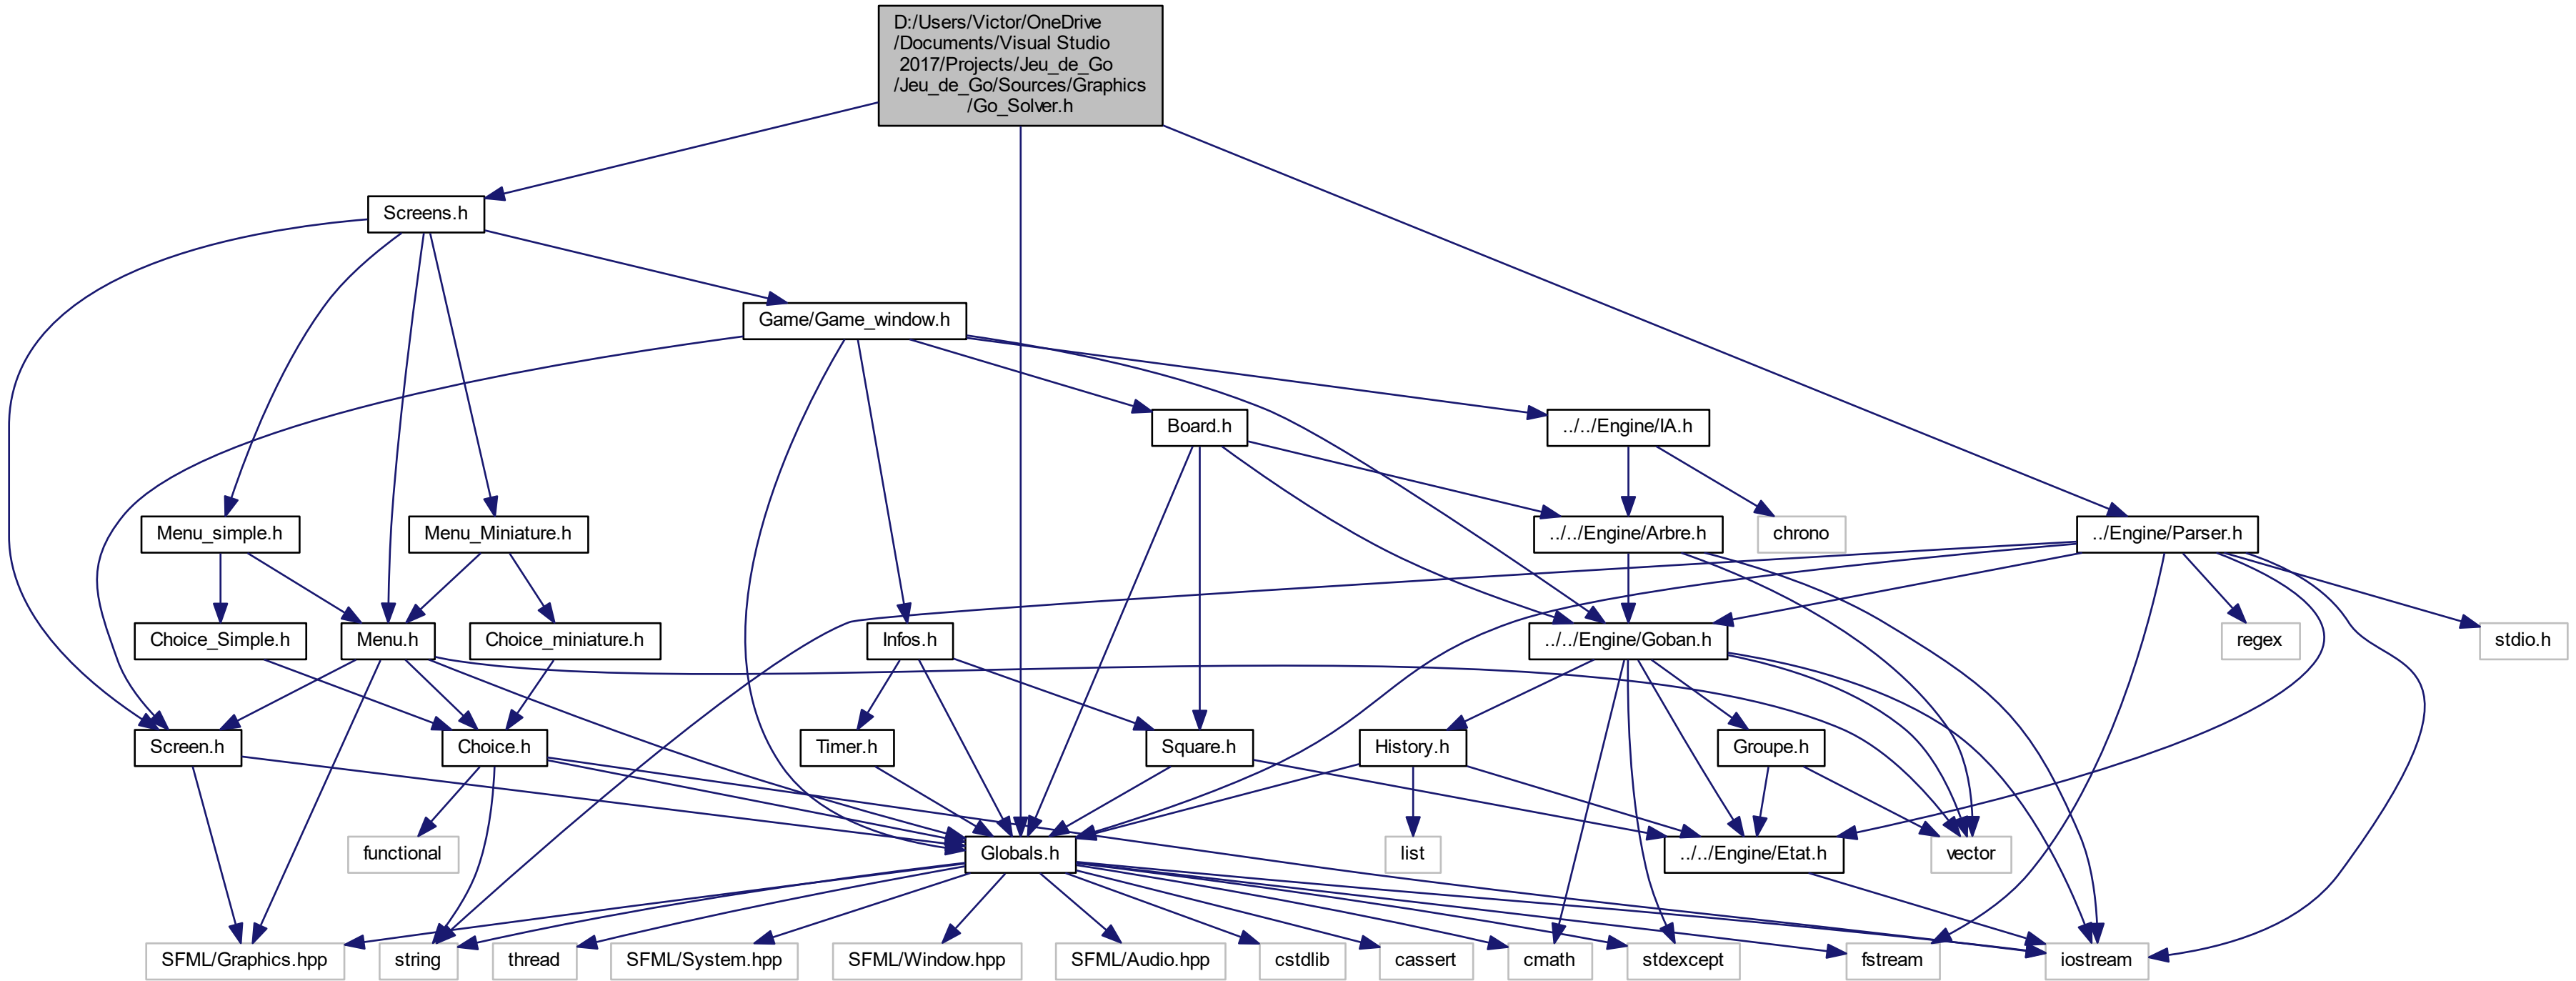 D:/Users/Victor/OneDrive
/Documents/Visual Studio
2017/Projects/Jeu_de_Go
/Jeu_de_Go/Sources/Graphics
/Go_Solver.h
Screens.h
Game/Game_window.h
Board.h
../../Engine/IA.h
Menu_simple.h
Menu_Miniature.h
../../Engine/Arbre.h
chrono
../Engine/Parser.h
Choice_Simple.h
Menu.h
Choice_miniature.h
Infos.h
../../Engine/Goban.h
regex
stdio.h
Screen.h
Choice.h
Timer.h
Square.h
History.h
Groupe.h
functional
Globals.h
list
../../Engine/Etat.h
vector
SFML/Graphics.hpp
string
thread
SFML/System.hpp
SFML/Window.hpp
SFML/Audio.hpp
cstdlib
cassert
cmath
stdexcept
fstream
iostream